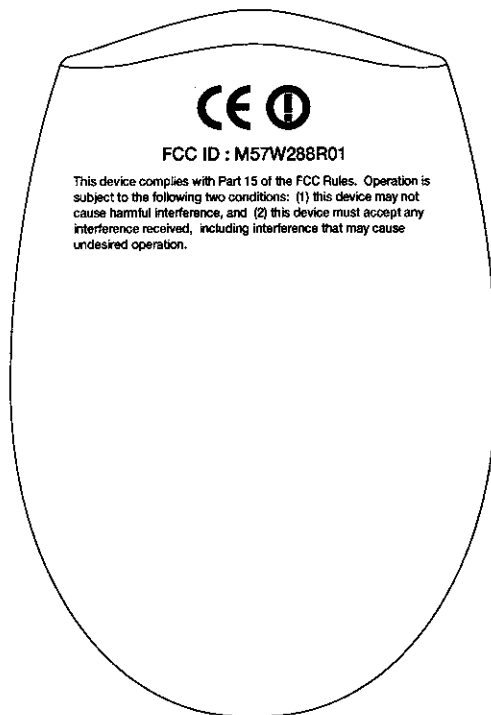 CE
FCC ID : M57W288R01
This device complies with Part 15 of the FCC Rules. Operation is
subject to the following two conditions: (1) this device may not
cause harmful interference, and (2) this device must accept any
interference received, including interference that may cause
undesired operation.